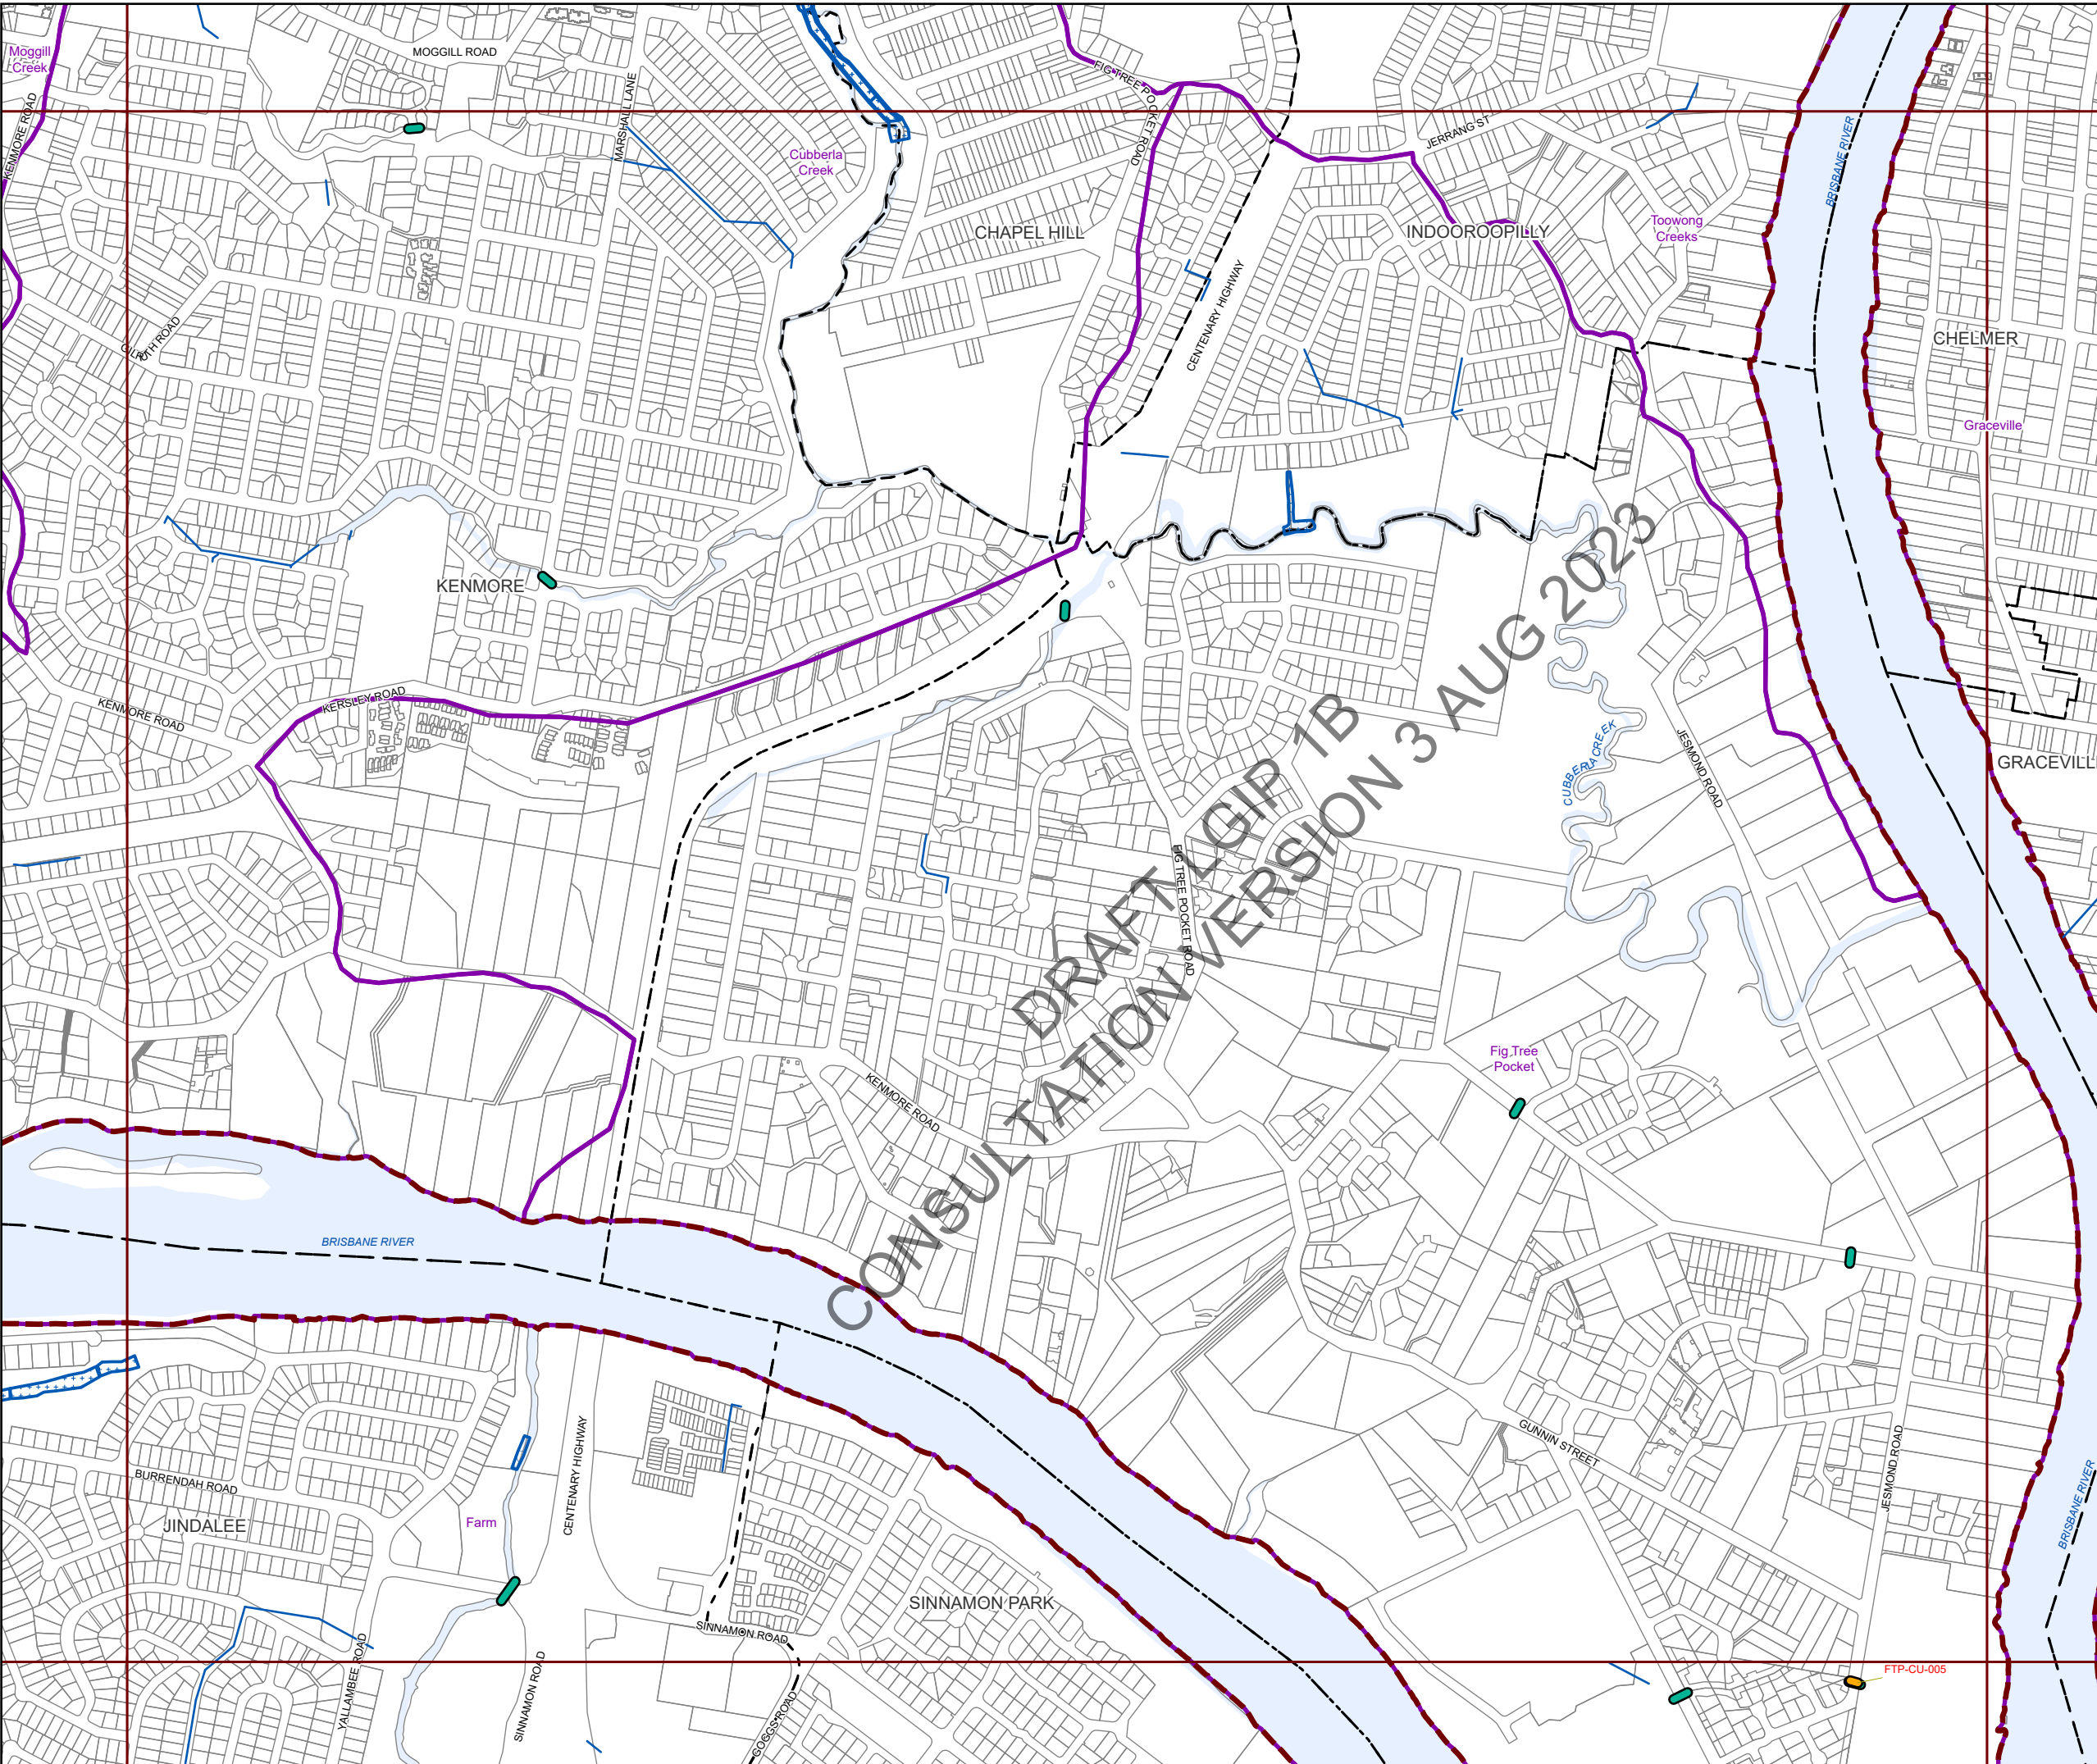 MOGGILL ROAD
Moggill
Creek
KENMORE ROAD
MARSHALL LANE
FIG TREE POCKET ROAD
JERRANG ST
BRISBANE RIVER
Cubberla
Creek
CHAPEL HILL
INDOOROOPILLY
Toowong
Creeks
CENTENARY HIGHWAY
CHELMER
Graceville
KENMORE
KERSLEY ROAD
KENMORE ROAD
CUBBERLA CREEK
JESMOND ROAD
GRACEVILLE
FIG TREE POCKET ROAD
DRAFT LGIP 1B
CONSULTATION VERSION 3 AUG 2023
Fig Tree
Pocket
KENMORE ROAD
BRISBANE RIVER
GUNNIN STREET
JESMOND ROAD
BRISBANE RIVER
BURRENDAH ROAD
CENTENARY HIGHWAY
JINDALEE
Farm
SINNAMON PARK
SINNAMON ROAD
YALLAMBEE ROAD
SINNAMON ROAD
GOGGS ROAD
FTP-CU-005